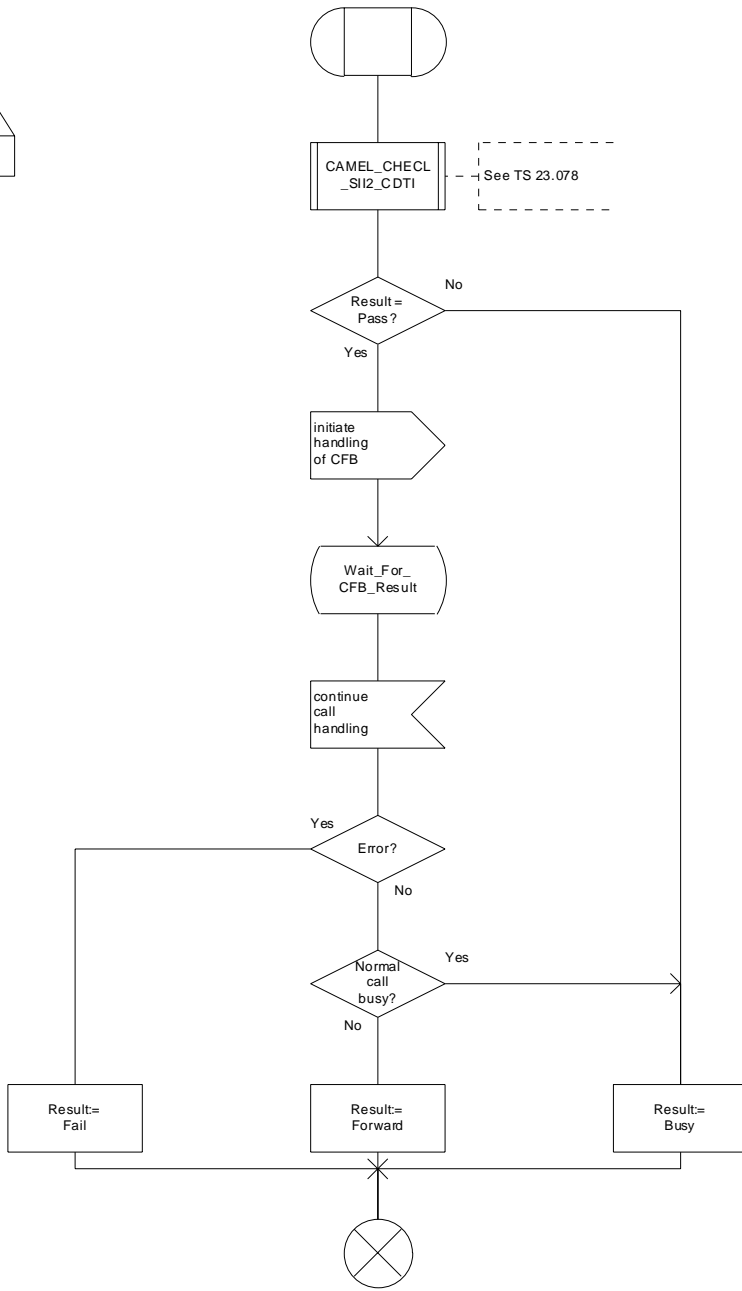 CAMEL_CHECL
_SII2_CDTI
See TS 23.078
No
Result =
Pass?
Yes
initiate
handling
of CFB
Wait_For_
CFB_Result
continue
call
handling
Yes
Error?
No
Normal
call
busy?
Yes
No
Result:=
Fail
Result:=
Forward
Result:=
Busy